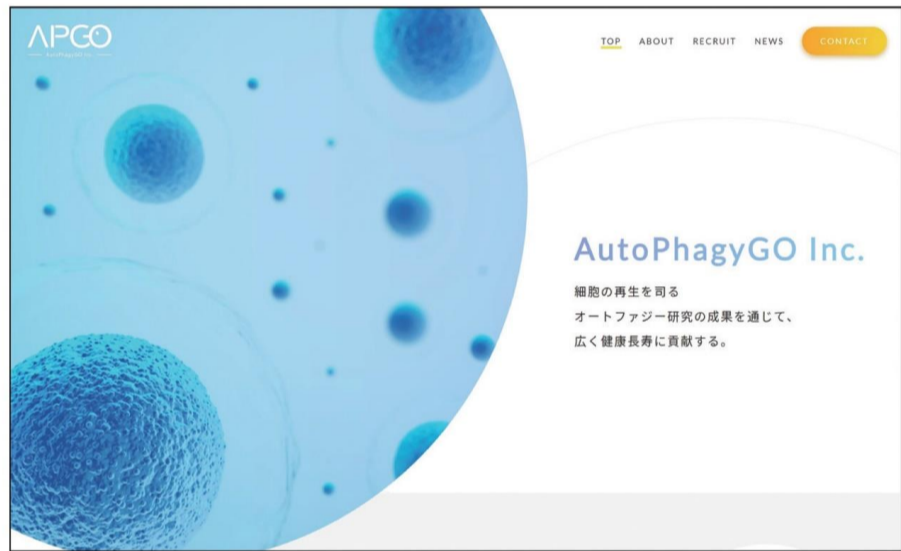 APGO
AutoPhagyGO Inc.
TOP ABOUT RECRUIT NEWS CONTACT
AutoPhagyGO Inc.
細胞の再生を司る
オートファジー研究の成果を通じて、
広く健康長寿に貢献する。